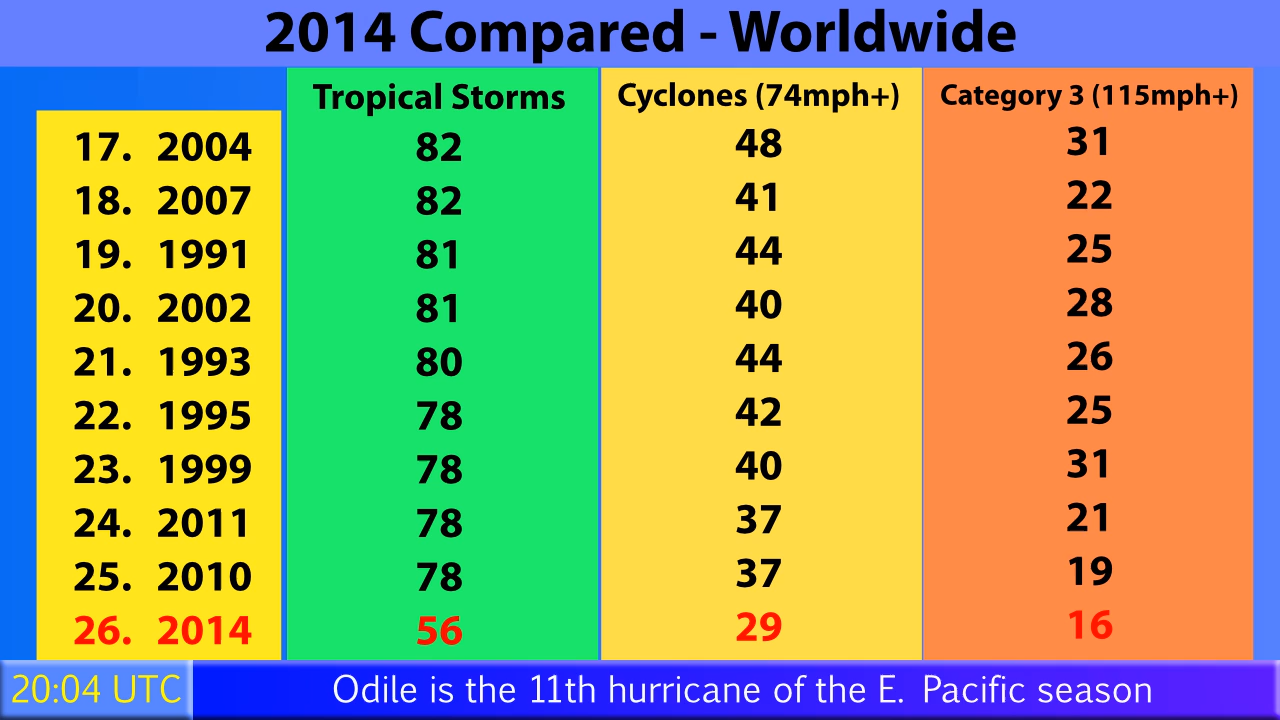 2014 Compared - Worldwide
Tropical Storms Cyclones (74mph+) Category 3 (115mph+)
17. 2004 82 48 31
18. 2007 82 41 22
19. 1991 81 44 25
20. 2002 81 40 28
21. 1993 80 44 26
22. 1995 78 42 25
23. 1999 78 40 31
24. 2011 78 37 21
25. 2010 78 37 19
26. 2014 56 29 16
20:04 UTC Odile is the 11th hurricane of the E. Pacific season